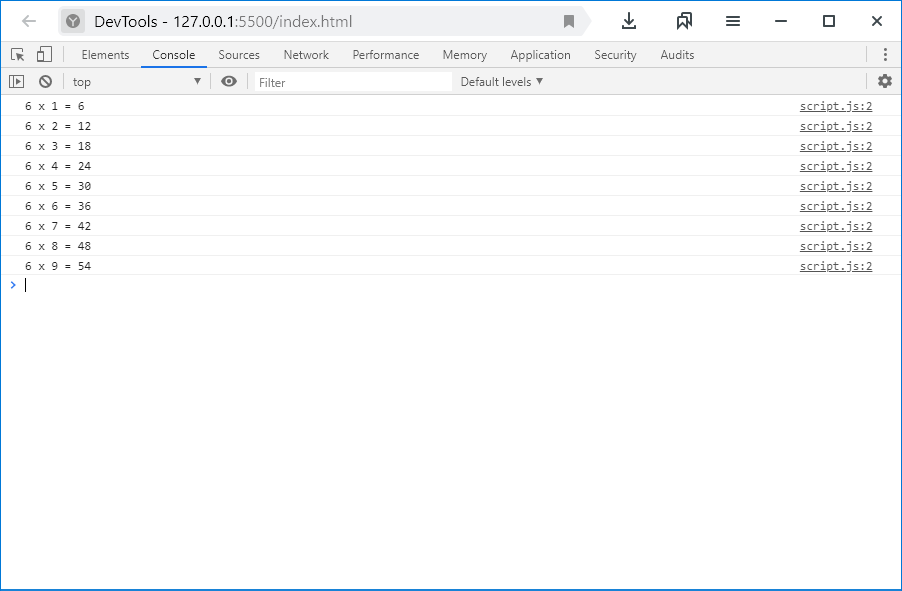 DevTools - 127.0.0.1:5500/index.html
Elements Console Sources Network Performance Memory Application Security Audits
top Filter Default levels
6 x 1 = 6 script.js:2
6 x 2 = 12 script.js:2
6 x 3 = 18 script.js:2
6 x 4 = 24 script.js:2
6 x 5 = 30 script.js:2
6 x 6 = 36 script.js:2
6 x 7 = 42 script.js:2
6 x 8 = 48 script.js:2
6 x 9 = 54 script.js:2